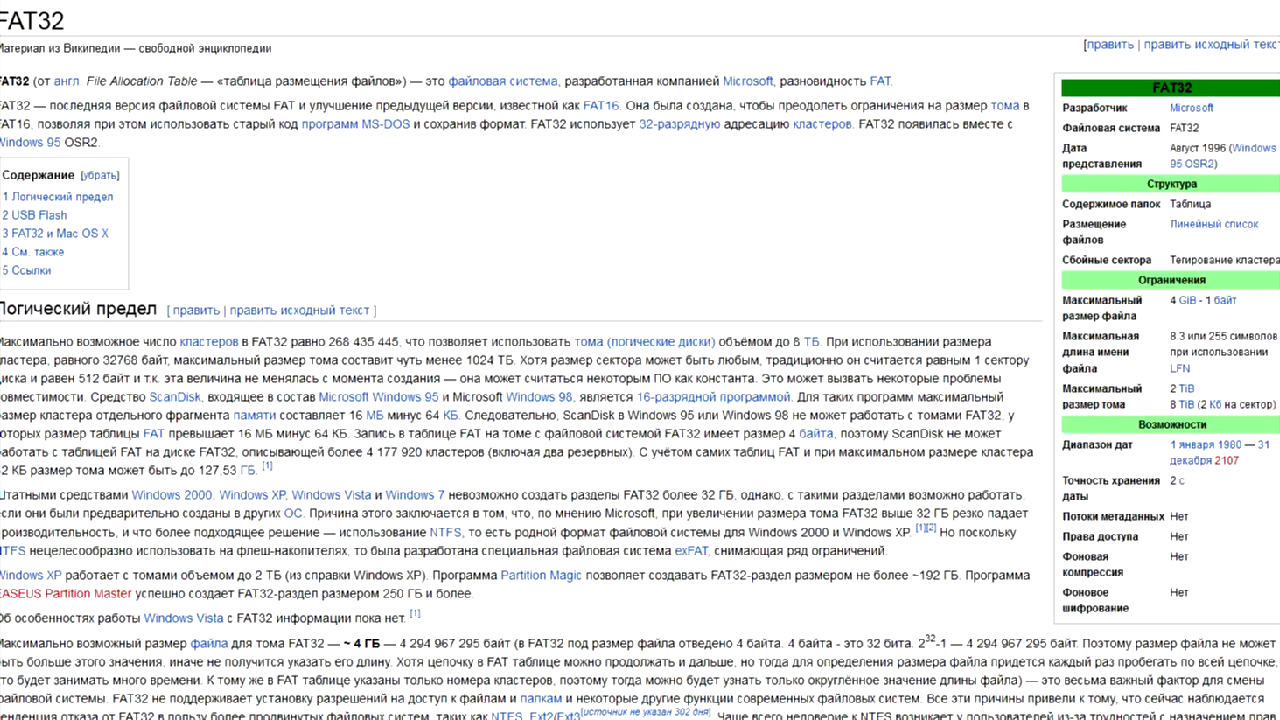 FAT32
Материал из Википедии — свободной энциклопедии
[править | править исходный текст
FAT32 (от англ. File Allocation Table — «таблица размещения файлов») — это файловая система, разработанная компанией Microsoft, разновидность FAT.
FAT32 — последняя версия файловой системы FAT и улучшение предыдущей версии, известной как FAT16. Она была создана, чтобы преодолеть ограничения на размер тома в
FAT16, позволяя при этом использовать старый код программ MS-DOS и сохранив формат. FAT32 использует 32-разрядную адресацию кластеров. FAT32 появилась вместе с
Windows 95 OSR2.
Содержание [убрать]
1 Логический предел
2 USB Flash
3 FAT32 и Mac OS X
4 См. также
5 Ссылки
Логический предел [ править | править исходный текст ]
Максимально возможное число кластеров в FAT32 равно 268 435 445, что позволяет использовать тома (логические диски) объёмом до 8 ТБ. При использовании размера
кластера, равного 32768 байт, максимальный размер тома составит чуть менее 1024 ТБ. Хотя размер сектора может быть любым, традиционно он считается равным 1 сектору
диска и равен 512 байт и т.к. эта величина не менялась с момента создания — она может считаться некоторым ПО как константа. Это может вызвать некоторые проблемы
совместимости. Средство ScanDisk, входящее в состав Microsoft Windows 95 и Microsoft Windows 98, является 16-разрядной программой. Для таких программ максимальный
размер кластера отдельного фрагмента памяти составляет 16 МБ минус 64 КБ. Следовательно, ScanDisk в Windows 95 или Windows 98 не может работать с томами FAT32, у
которых размер таблицы FAT превышает 16 МБ минус 64 КБ. Запись в таблице FAT на томе с файловой системой FAT32 имеет размер 4 байта, поэтому ScanDisk не может
работать с таблицей FAT на диске FAT32, описывающей более 4 177 920 кластеров (включая два резервных). С учётом самих таблиц FAT и при максимальном размере кластера
32 КБ размер тома может быть до 127,53 ГБ. [1]
Штатными средствами Windows 2000, Windows XP, Windows Vista и Windows 7 невозможно создать разделы FAT32 более 32 ГБ, однако, с такими разделами возможно работать,
если они были предварительно созданы в других ОС. Причина этого заключается в том, что, по мнению Microsoft, при увеличении размера тома FAT32 выше 32 ГБ резко падает
производительность, и что более подходящее решение — использование NTFS, то есть родной формат файловой системы для Windows 2000 и Windows XP. [1][2] Но поскольку
NTFS нецелесообразно использовать на флеш-накопителях, то была разработана специальная файловая система exFAT, снимающая ряд ограничений.
Windows XP работает с томами объемом до 2 ТБ (из справки Windows XP). Программа Partition Magic позволяет создавать FAT32-раздел размером не более ~192 ГБ. Программа
EASEUS Partition Master успешно создает FAT32-раздел размером 250 ГБ и более.
Об особенностях работы Windows Vista с FAT32 информации пока нет. [1]
Максимально возможный размер файла для тома FAT32 — ~ 4 ГБ — 4 294 967 295 байт (в FAT32 под размер файла отведено 4 байта. 4 байта - это 32 бита. 2^32-1 — 4 294 967 295 байт. Поэтому размер файла не может
быть больше этого значения, иначе не получится указать его длину. Хотя цепочку в FAT таблице можно продолжать и дальше, но тогда для определения размера файла придется каждый раз пробегать по всей цепочке,
что будет занимать много времени. К тому же в FAT таблице указаны только номера кластеров, поэтому тогда можно будет узнать только округлённое значение длины файла) — это весьма важный фактор для смены
файловой системы. FAT32 не поддерживает установку разрешений на доступ к файлам и папкам и некоторые другие функции современных файловых систем. Все эти причины привели к тому, что сейчас наблюдается
тенденция отказа от FAT32 в пользу более продвинутых файловых систем, таких как NTFS, Ext2/Ext3 [источник не указан 302 дня] Чаще всего неверие к NTFS возникает у пользователей из-за трудностей с назначением прав
FAT32
Разработчик Microsoft
Файловая система FAT32
Дата Август 1996 (Windows
представления 95 OSR2)
Структура
Содержимое папок Таблица
Размещение Линейный список
файлов
Сбойные сектора Тегирование кластера
Ограничения
Максимальный 4 GiB - 1 байт
размер файла
Максимальная 8.3 или 255 символов
длина имени при использовании
файла LFN
Максимальный 2 TiB
размер тома 8 TiB (2 Кб на сектор)
Возможности
Диапазон дат 1 января 1980 — 31
декабря 2107
Точность хранения 2 с
даты
Потоки метаданных Нет
Права доступа Нет
Фоновая Нет
компрессия
Фоновое Нет
шифрование